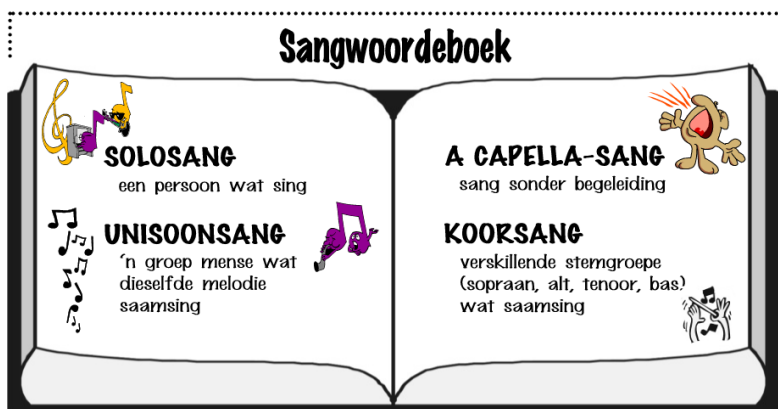 Sangwoordeboek
SOLOSANG
een persoon wat sing
UNISOONSANG
'n groep mense wat
dieselfde melodie
saamsing
A CAPELLA-SANG
sang sonder begeleiding
KOORSANG
verskillende stemgroepe
(sopraan, alt, tenoor, bas)
wat saamsing